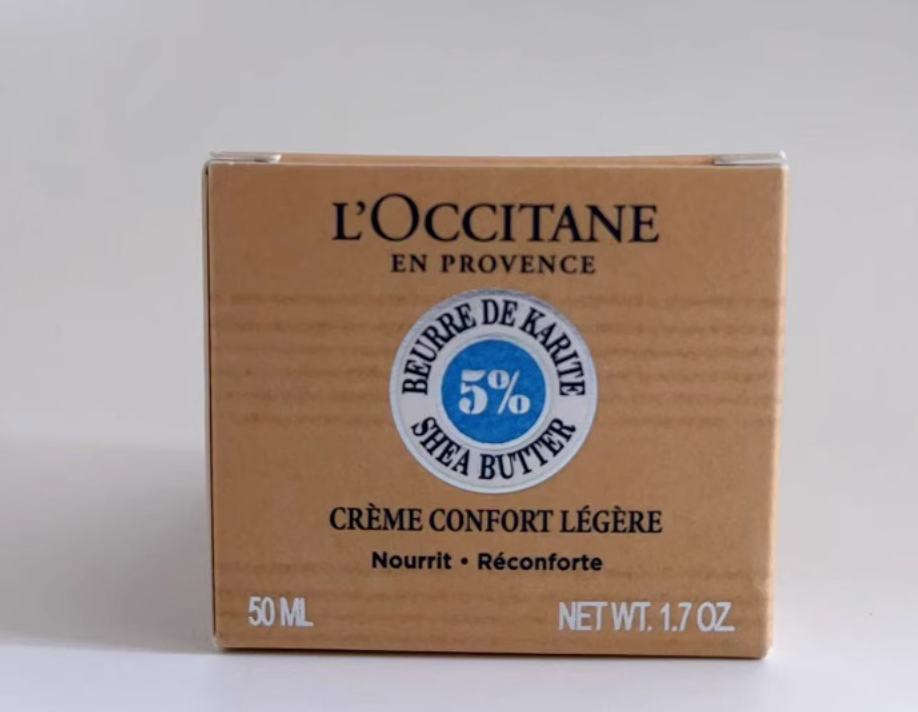 L'OCCITANE
EN PROVENCE
BEURRE DE KARITE
5%
SHEA BUTTER
CRÈME CONFORT LÉGÈRE
Nourrit • Réconforte
50 ML
NET WT. 1.7 OZ.